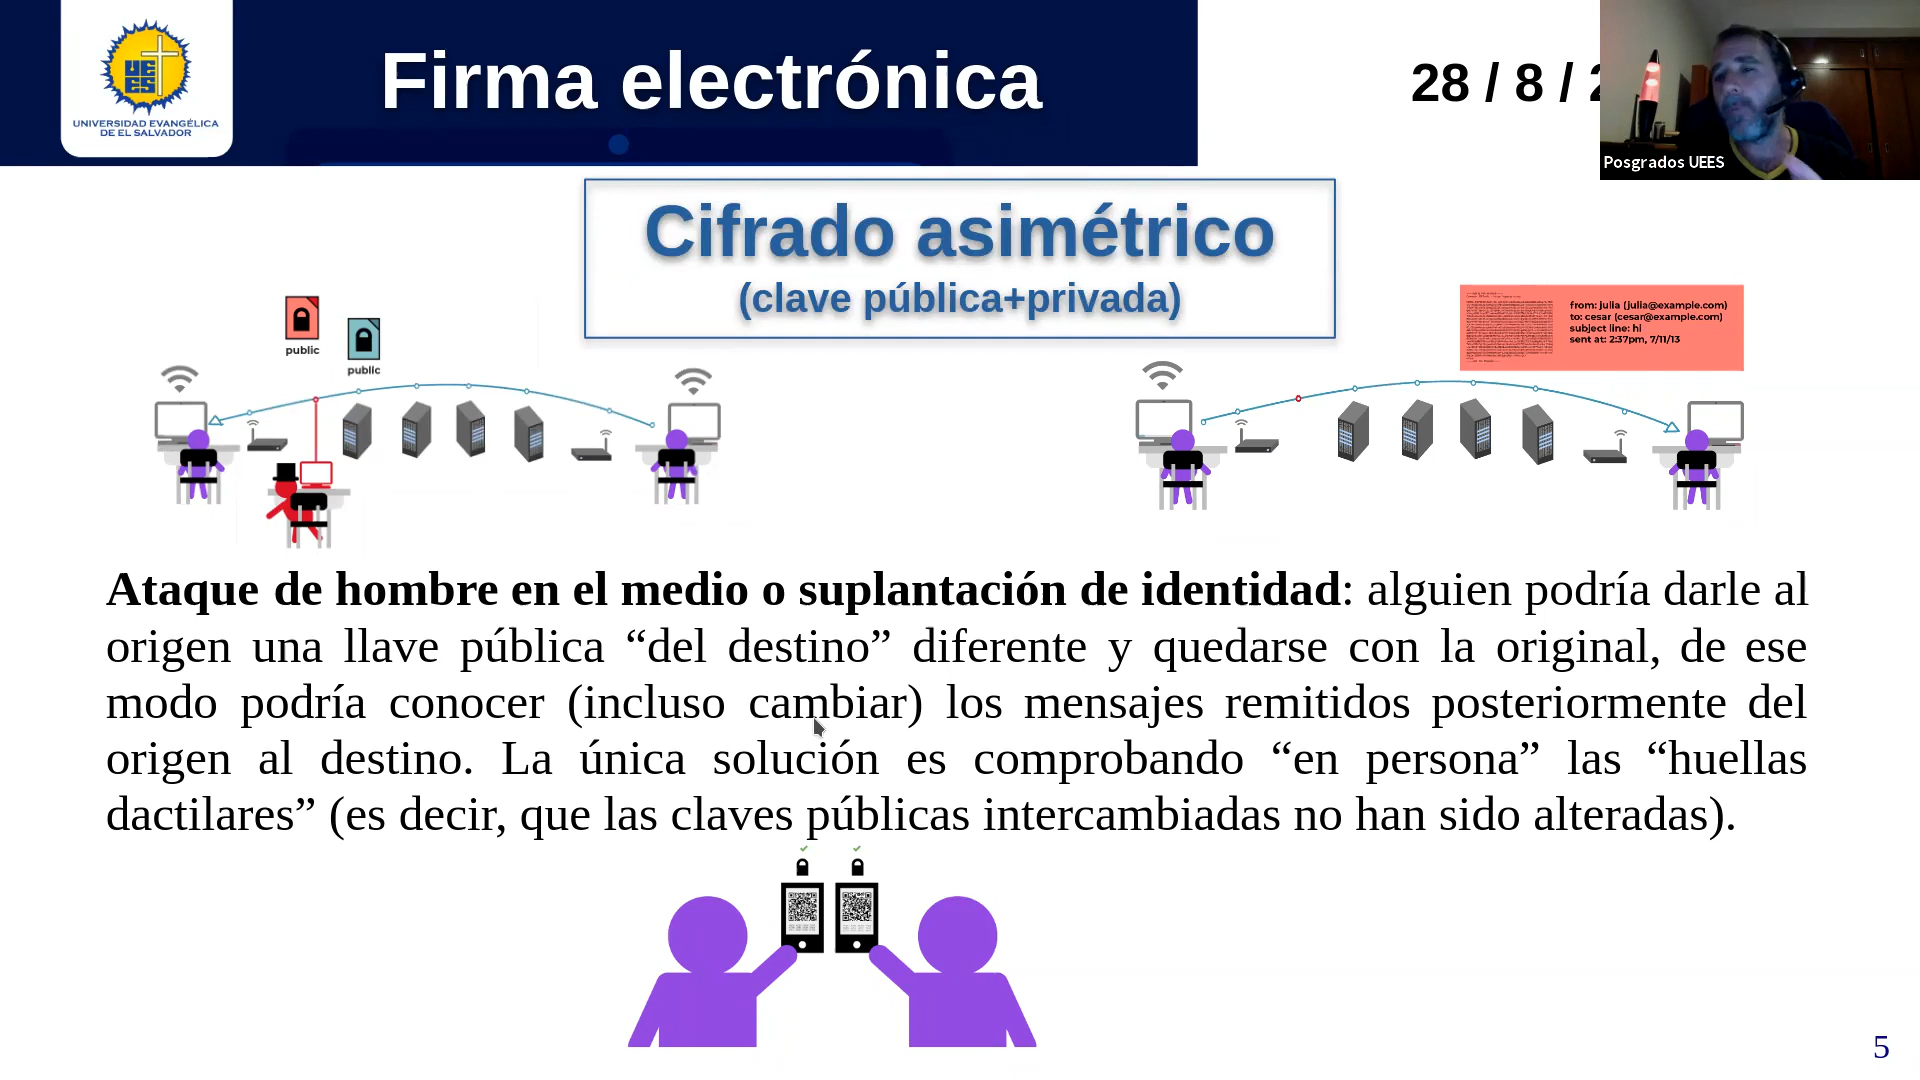 UNIVERSIDAD EVANGÉLICA
DE EL SALVADOR
Firma electrónica
28 / 8 /
Posgrados UEES
Cifrado asimétrico
(clave pública+privada)
public
public
from: julia (julia@example.com)
to: cesar (cesar@example.com)
subject line: hi
sent at: 2:37pm, 7/11/13
Ataque de hombre en el medio o suplantación de identidad: alguien podría darle al
origen una llave pública “del destino” diferente y quedarse con la original, de ese
modo podría conocer (incluso cambiar) los mensajes remitidos posteriormente del
origen al destino. La única solución es comprobando “en persona” las “huellas
dactilares” (es decir, que las claves públicas intercambiadas no han sido alteradas).
5